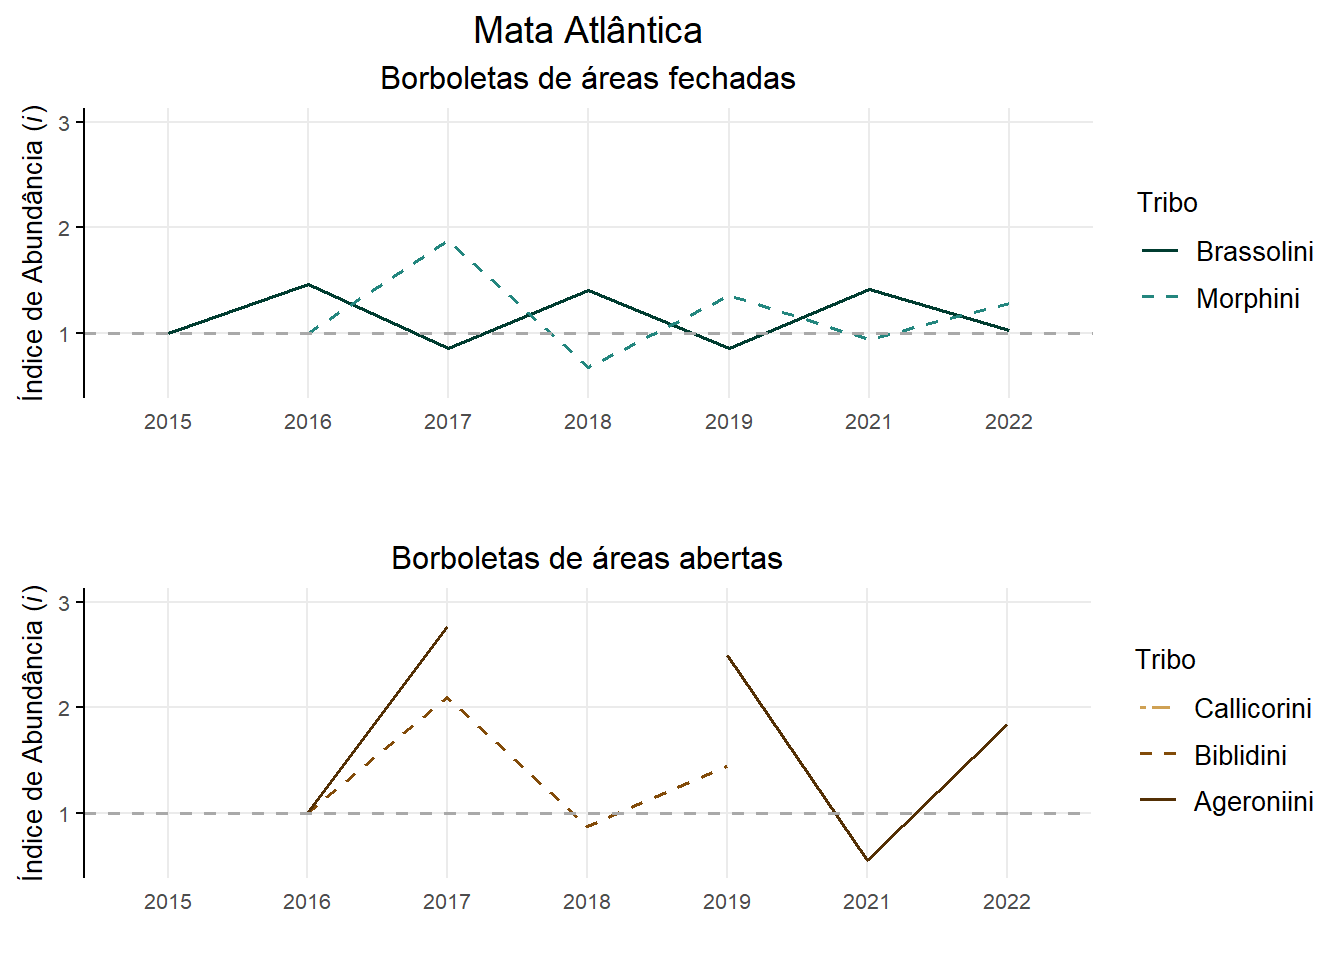 Mata Atlântica
Borboletas de áreas fechadas
Índice de Abundância (i)
3
2
1
2015 2016 2017 2018 2019 2021 2022
Tribo
Brassolini
Morphini
Borboletas de áreas abertas
Índice de Abundância (i)
3
2
1
2015 2016 2017 2018 2019 2021 2022
Tribo
Callicorini
Biblidini
Ageroniini